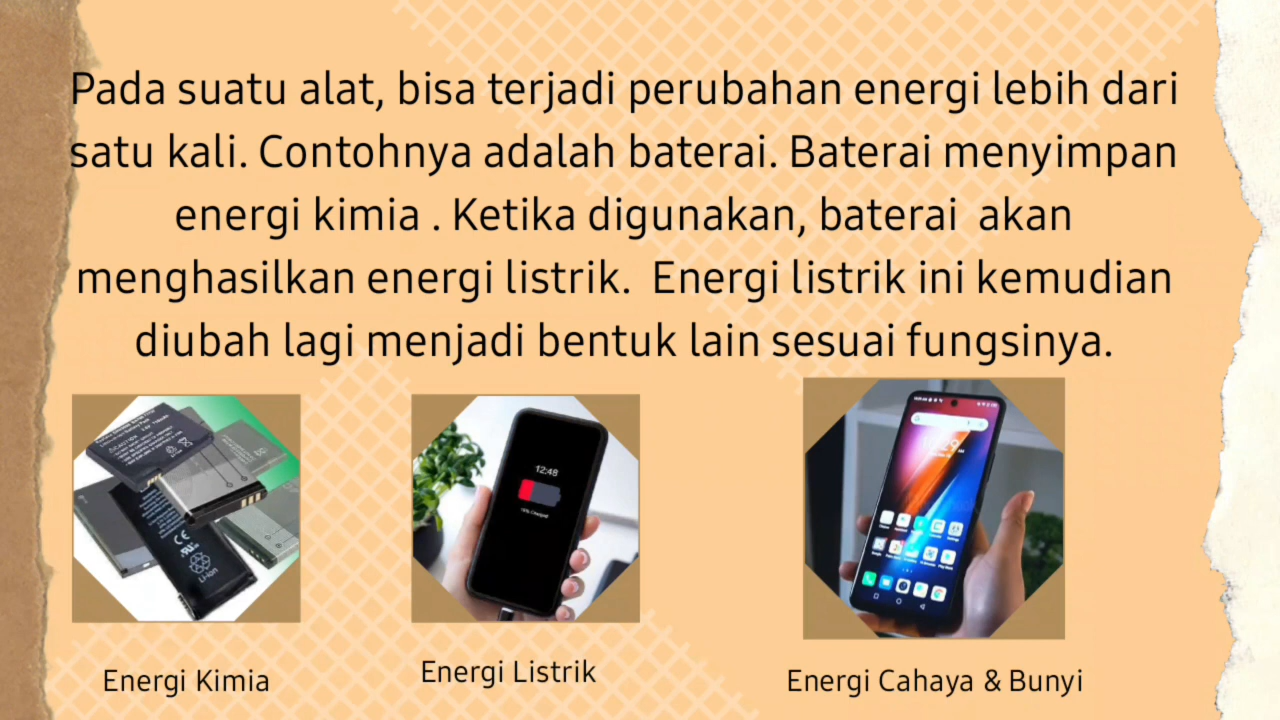 Pada suatu alat, bisa terjadi perubahan energi lebih dari
satu kali. Contohnya adalah baterai. Baterai menyimpan
energi kimia . Ketika digunakan, baterai akan
menghasilkan energi listrik. Energi listrik ini kemudian
diubah lagi menjadi bentuk lain sesuai fungsinya.
12:48
Li-ion
Energi Kimia
Energi Listrik
Energi Cahaya & Bunyi